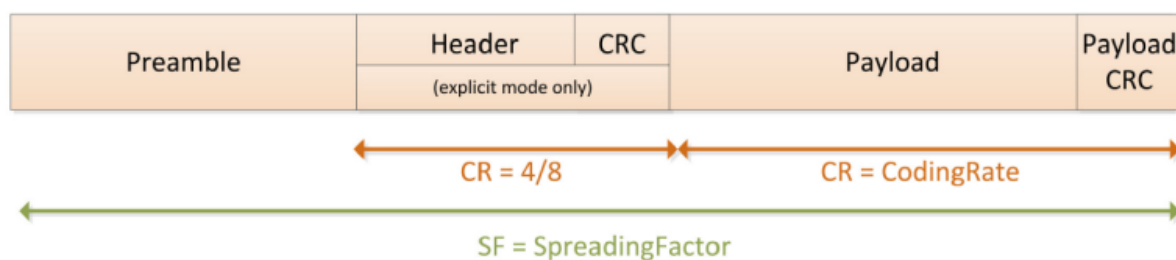 Preamble
Header
CRC
(explicit mode only)
Payload
Payload
CRC
CR = 4/8
CR = CodingRate
SF = SpreadingFactor